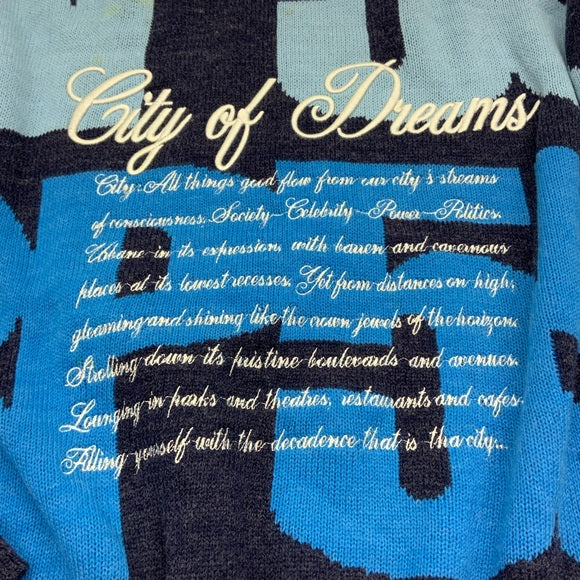 City of Dreams
City: All things good flow from our city's streams
of consciousness. Society-Celebrity-Power-Politics.
Urbane in its expression, with barren and cavernous
places at its lowest recesses. Yet from distances on high,
gleaming and shining like the crown jewels of the horizon.
Strolling down its pristine boulevards and avenues.
Lounging in parks and theatres, restaurants and cafes.
Filling yourself with the decadence that is tha city...